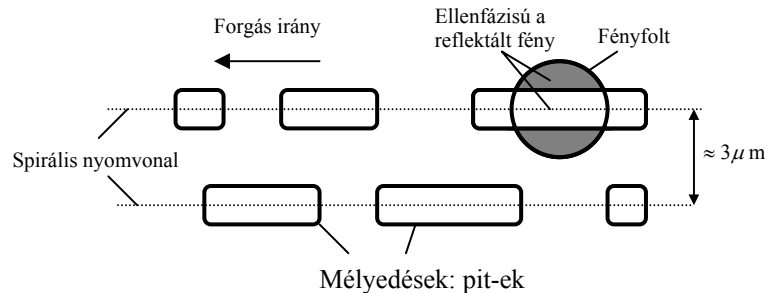 Forgás irány
Ellenfázisú a
reflektált fény
Fényfolt
Spirális nyomvonal
≈ 3μ m
Mélyedések: pit-ek